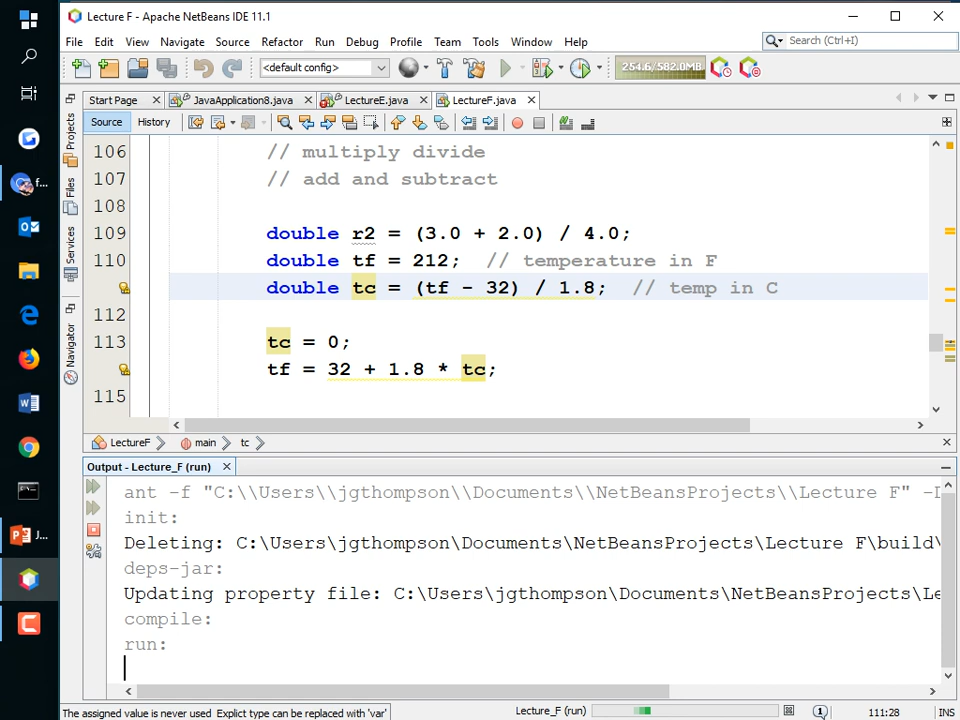 Lecture F - Apache NetBeans IDE 11.1
File Edit View Navigate Source Refactor Run Debug Profile Team Tools Window Help
Search (Ctrl+I)
<default config>
254.6/582.0MB
Start Page JavaApplication8.java LectureE.java LectureF.java
Source History
Projects
Files
Services
Navigator
f...
J...
106 // multiply divide
107 // add and subtract
108
109 double r2 = (3.0 + 2.0) / 4.0;
110 double tf = 212; // temperature in F
double tc = (tf - 32) / 1.8; // temp in C
112
113 tc = 0;
tf = 32 + 1.8 * tc;
115
LectureF main tc
Output - Lecture_F (run)
ant -f "C:\\Users\\jgthompson\\Documents\\NetBeansProjects\\Lecture F" -D
init:
Deleting: C:\Users\jgthompson\Documents\NetBeansProjects\Lecture F\build\
deps-jar:
Updating property file: C:\Users\jgthompson\Documents\NetBeansProjects\Le
compile:
run:
The assigned value is never used Explict type can be replaced with 'var'
Lecture_F (run)
1
111:28
INS